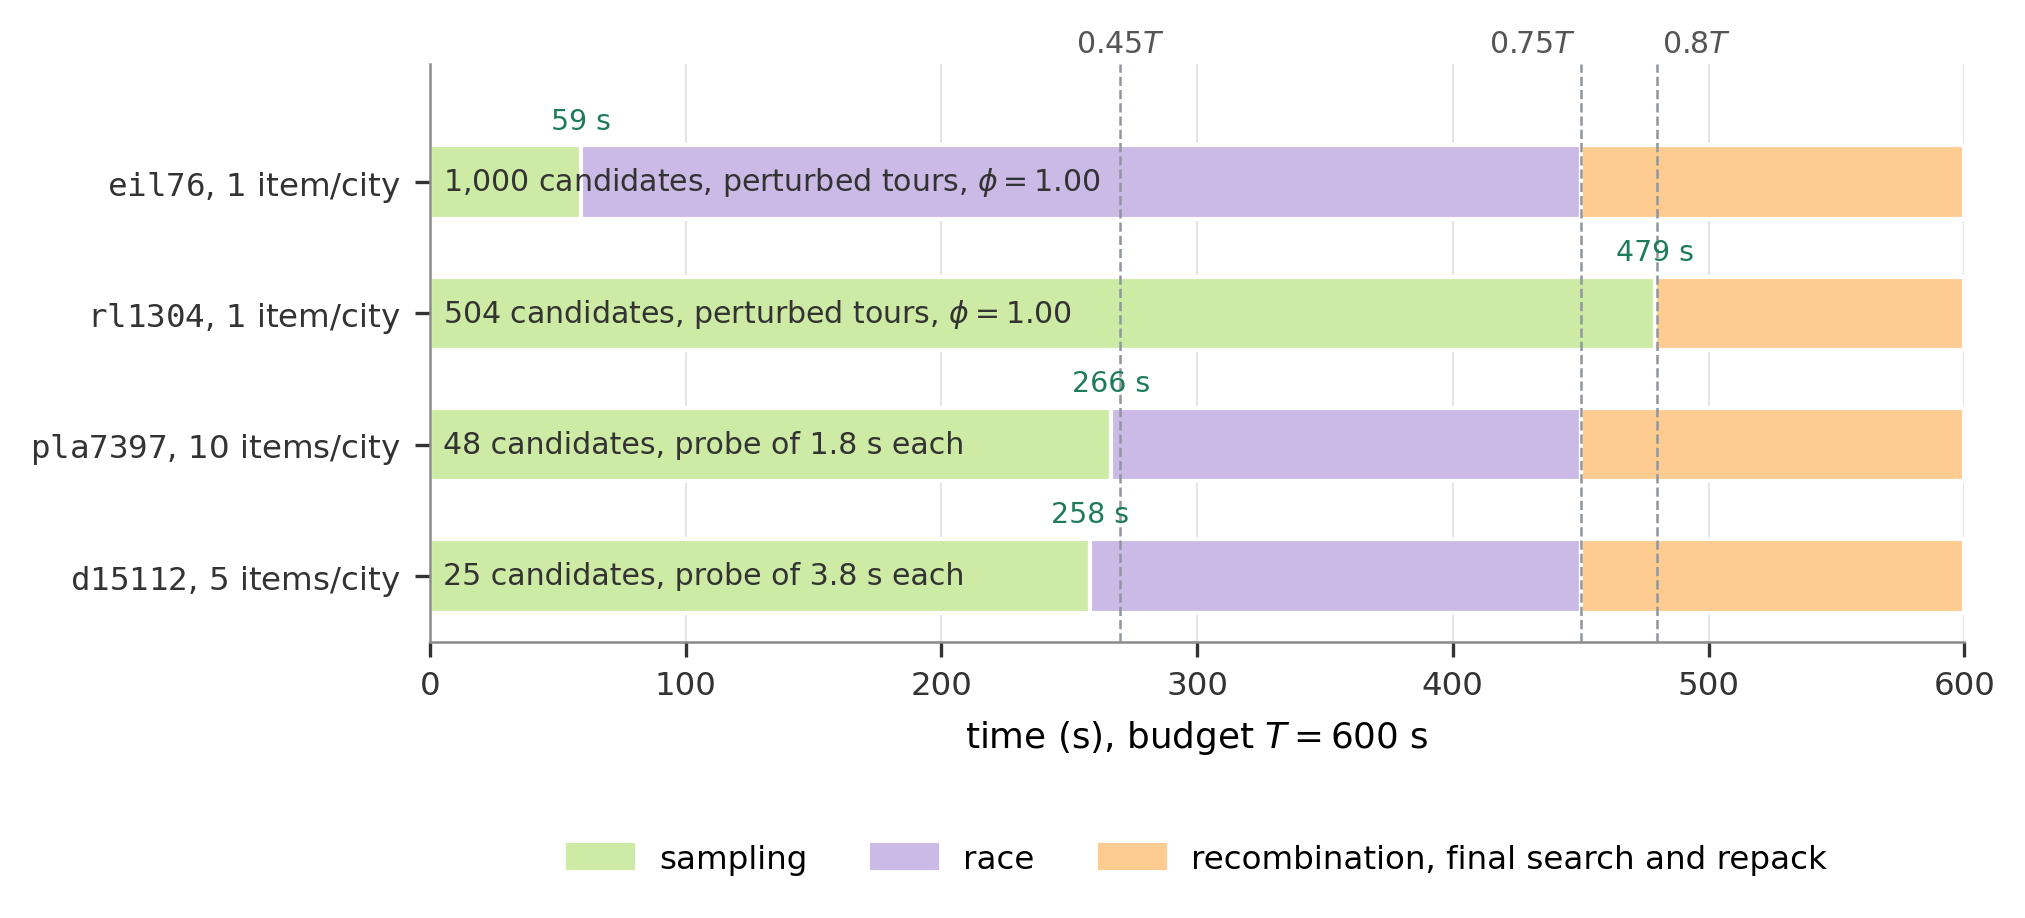 0.45T 0.75T 0.8T
59 s
eil76, 1 item/city 1,000 candidates, perturbed tours, ϕ = 1.00
479 s
rl1304, 1 item/city 504 candidates, perturbed tours, ϕ = 1.00
266 s
pla7397, 10 items/city 48 candidates, probe of 1.8 s each
258 s
d15112, 5 items/city 25 candidates, probe of 3.8 s each
0 100 200 300 400 500 600
time (s), budget T = 600 s
sampling race recombination, final search and repack